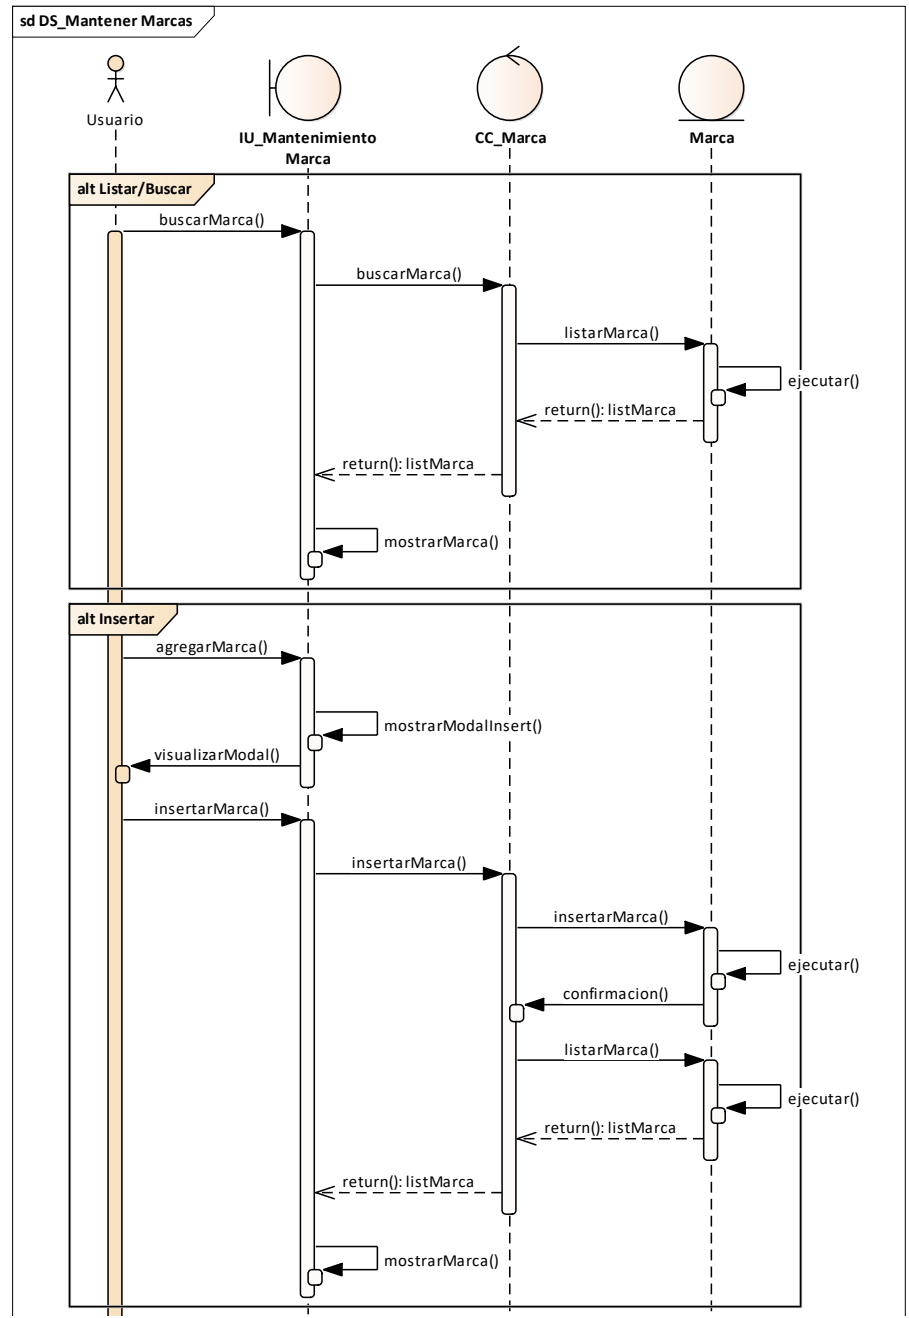 sd DS_Mantener Marcas
Usuario
IU_Mantenimiento
Marca
CC_Marca
Marca
alt Listar/Buscar
buscarMarca()
buscarMarca()
listarMarca()
ejecutar()
return(): listMarca
return(): listMarca
mostrarMarca()
alt Insertar
agregarMarca()
mostrarModalInsert()
visualizarModal()
insertarMarca()
insertarMarca()
insertarMarca()
ejecutar()
confirmacion()
listarMarca()
ejecutar()
return(): listMarca
return(): listMarca
mostrarMarca()